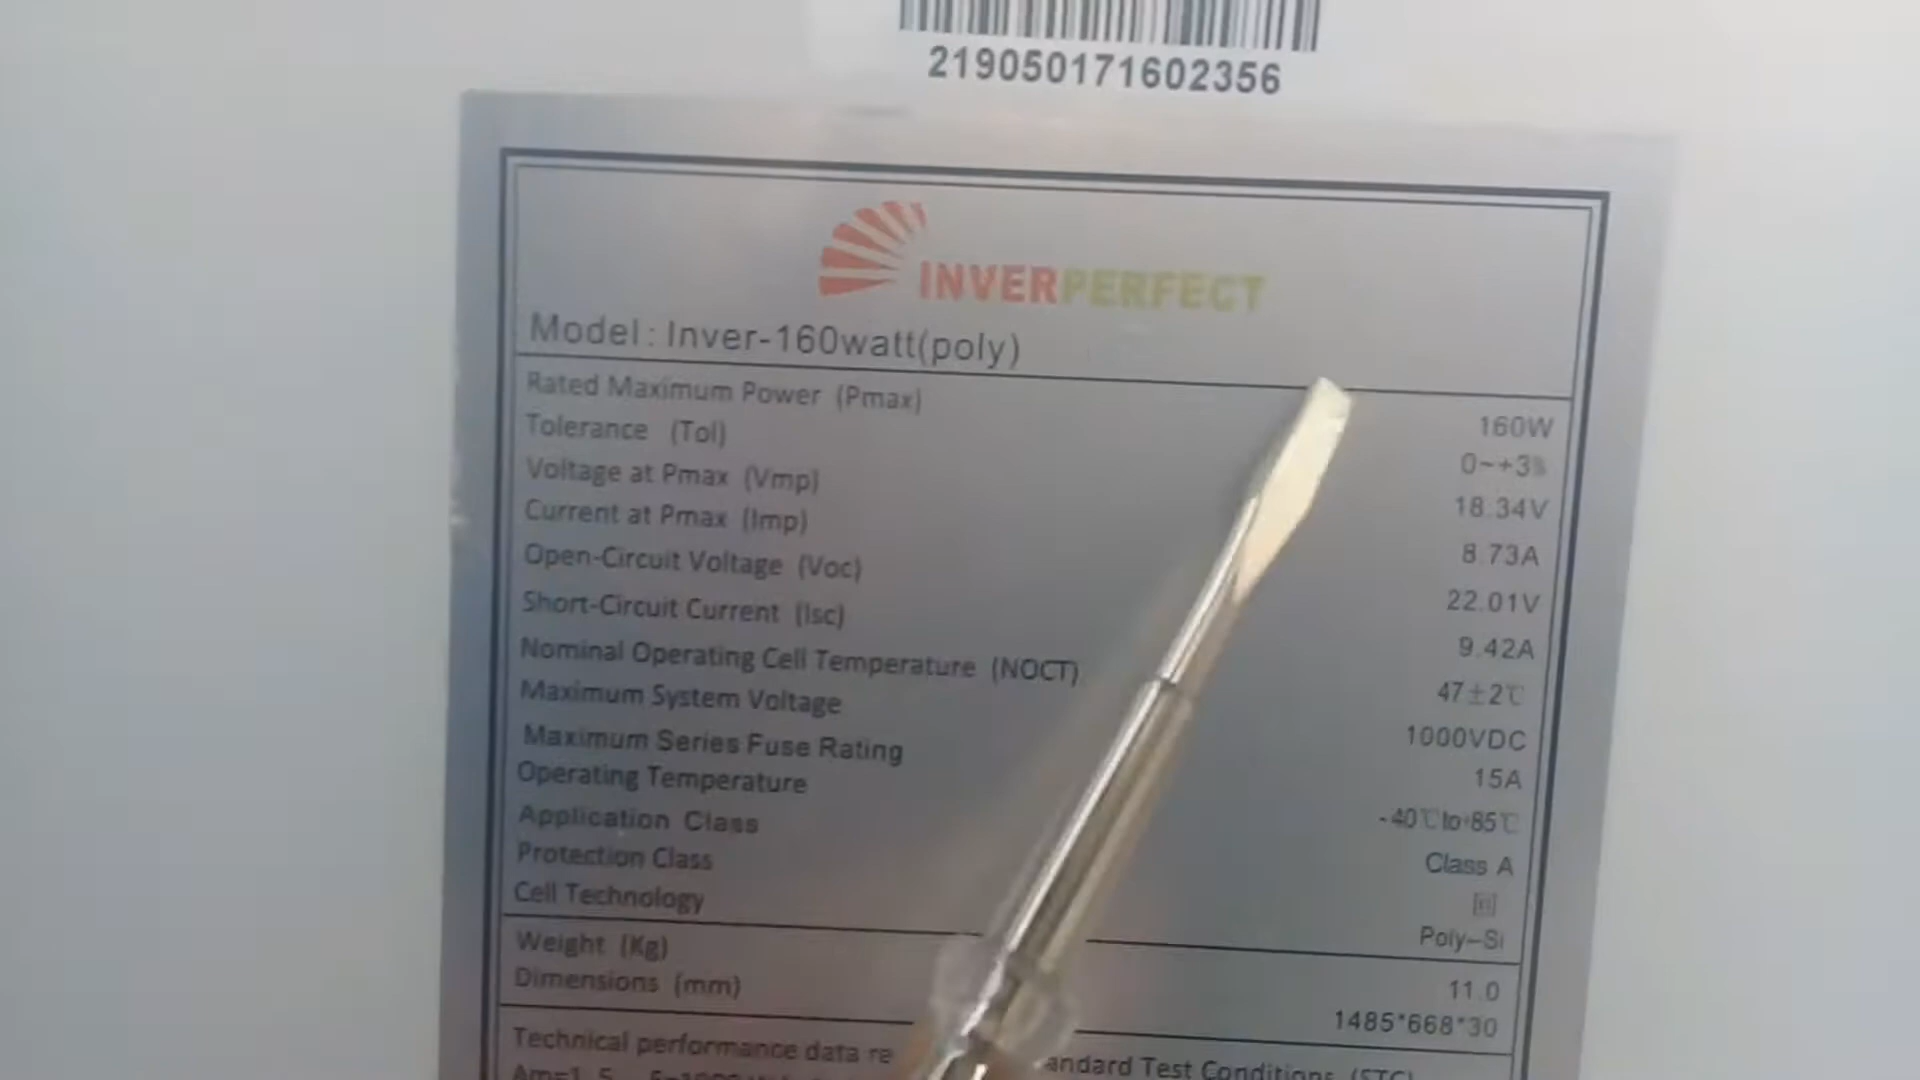 219050171602356
INVERPERFECT
Model: Inver-160watt(poly)
Rated Maximum Power (Pmax) 160W
Tolerance (Tol) 0~+3%
Voltage at Pmax (Vmp) 18.34V
Current at Pmax (Imp) 8.73A
Open-Circuit Voltage (Voc) 22.01V
Short-Circuit Current (Isc) 9.42A
Nominal Operating Cell Temperature (NOCT) 47±2℃
Maximum System Voltage 1000VDC
Maximum Series Fuse Rating 15A
Operating Temperature -40℃to+85℃
Application Class Class A
Protection Class
Cell Technology Poly-Si
Weight (Kg) 11.0
Dimensions (mm) 1485*668*30
Technical performance data re andard Test Conditions (STC)